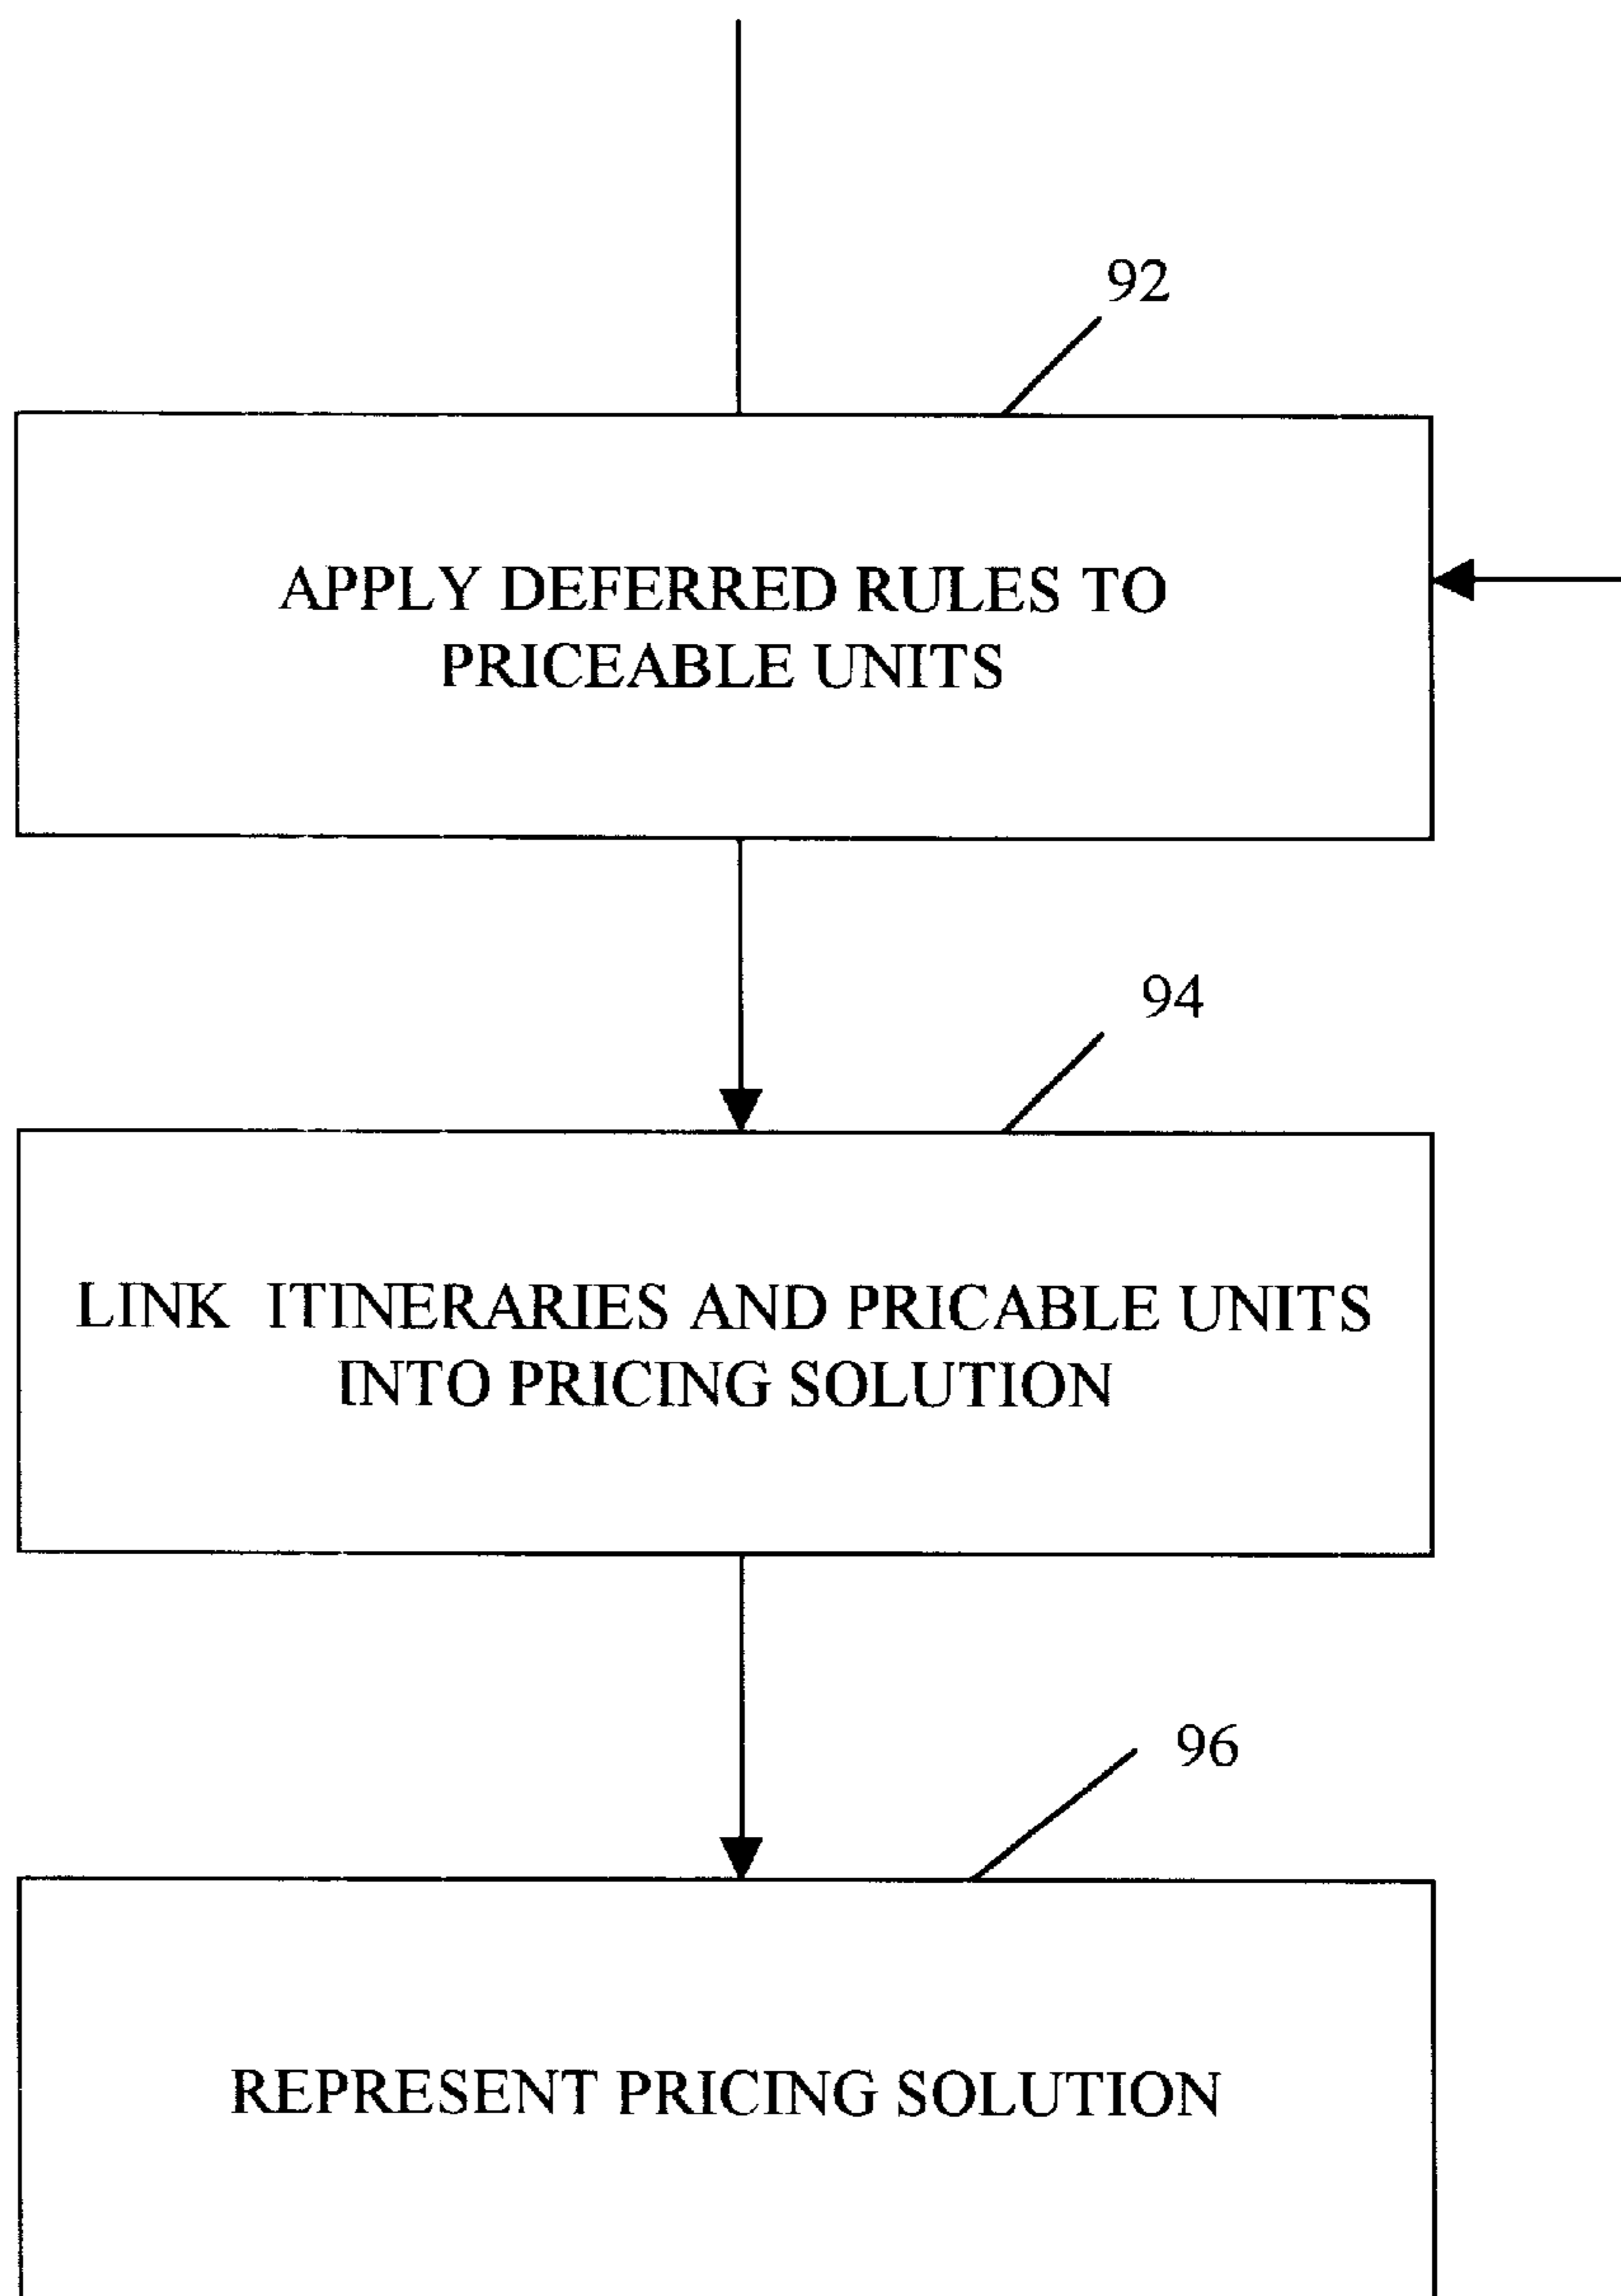 92
APPLY DEFERRED RULES TO
PRICEABLE UNITS
94
LINK ITINERARIES AND PRICABLE UNITS
INTO PRICING SOLUTION
96
REPRESENT PRICING SOLUTION